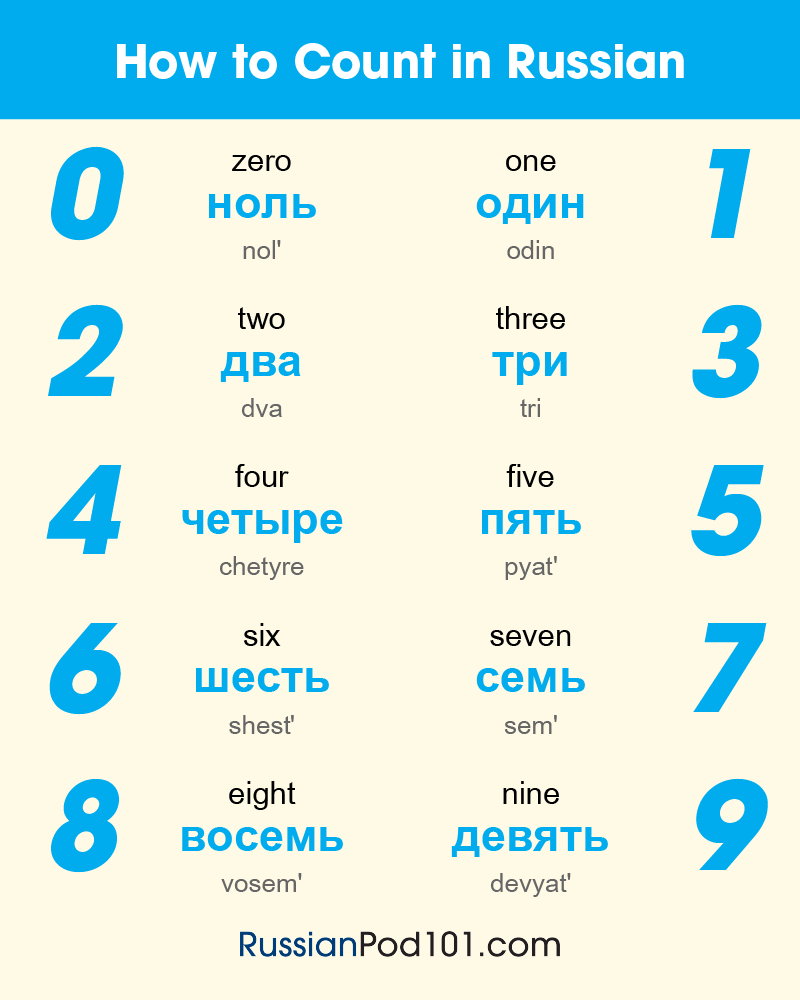 How to Count in Russian
0
zero
ноль
nol'
one
один
odin
1
2
two
два
dva
three
три
tri
3
4
four
четыре
chetyre
five
пять
pyat'
5
6
six
шесть
shest'
seven
семь
sem'
7
8
eight
восемь
vosem'
nine
девять
devyat'
9
RussianPod101.com